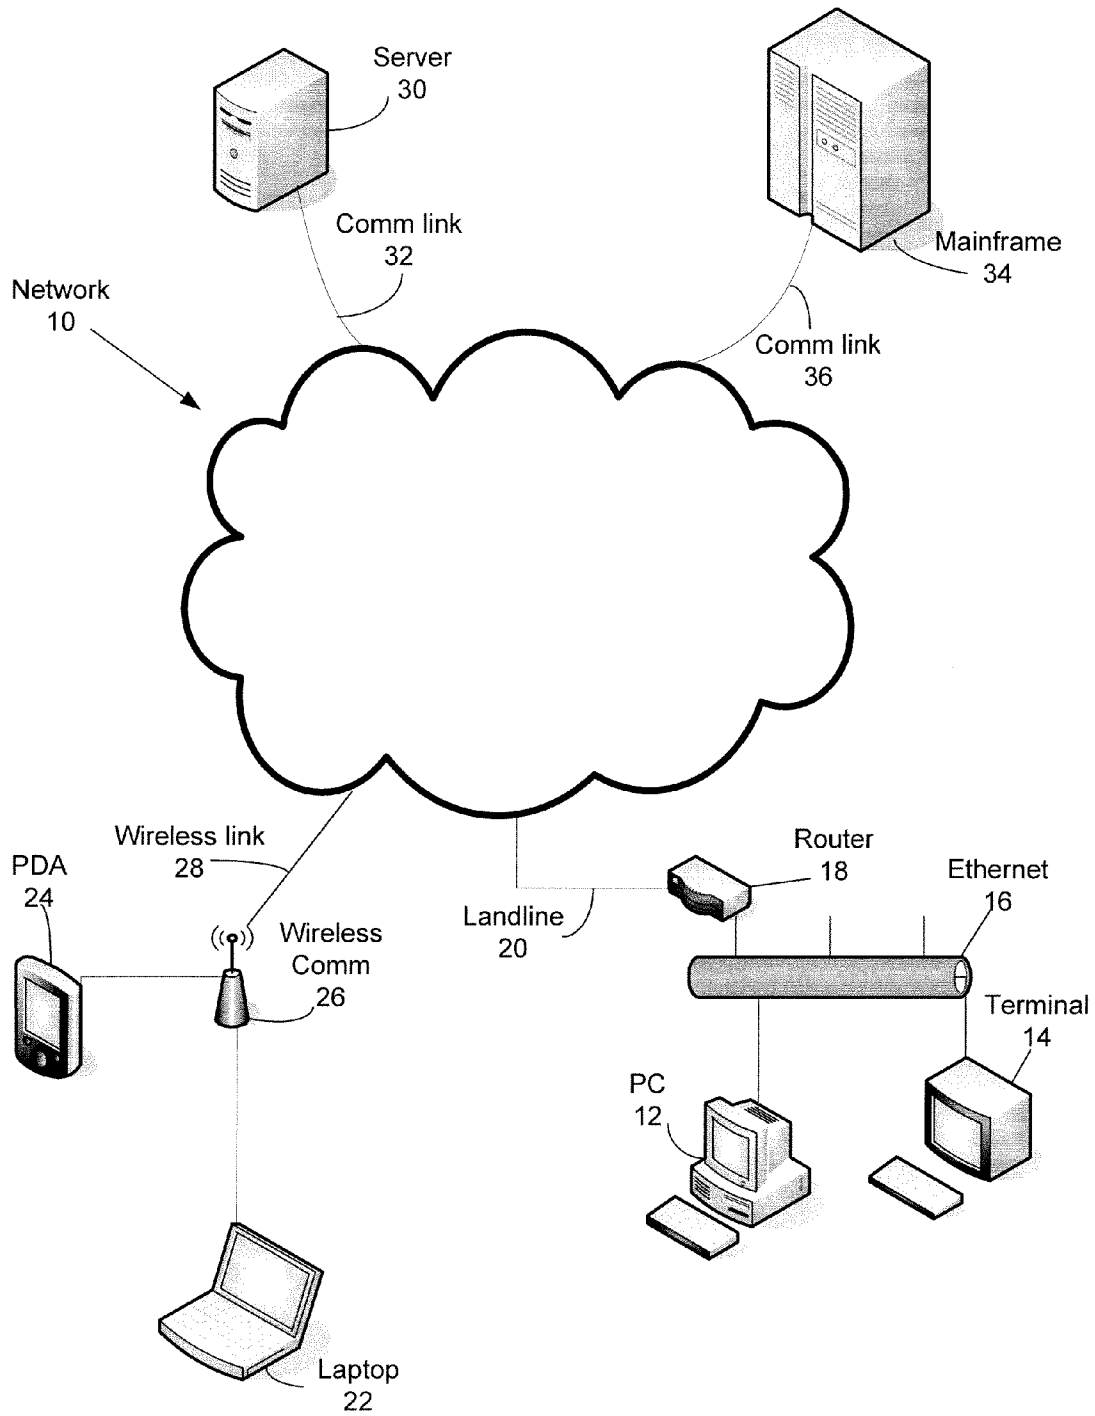 Server
30
Comm link
32
Mainframe
34
Network
10
Comm link
36
Wireless link
28
PDA
24
Wireless
Comm
26
Landline
20
Router
18
Ethernet
16
Terminal
14
PC
12
Laptop
22